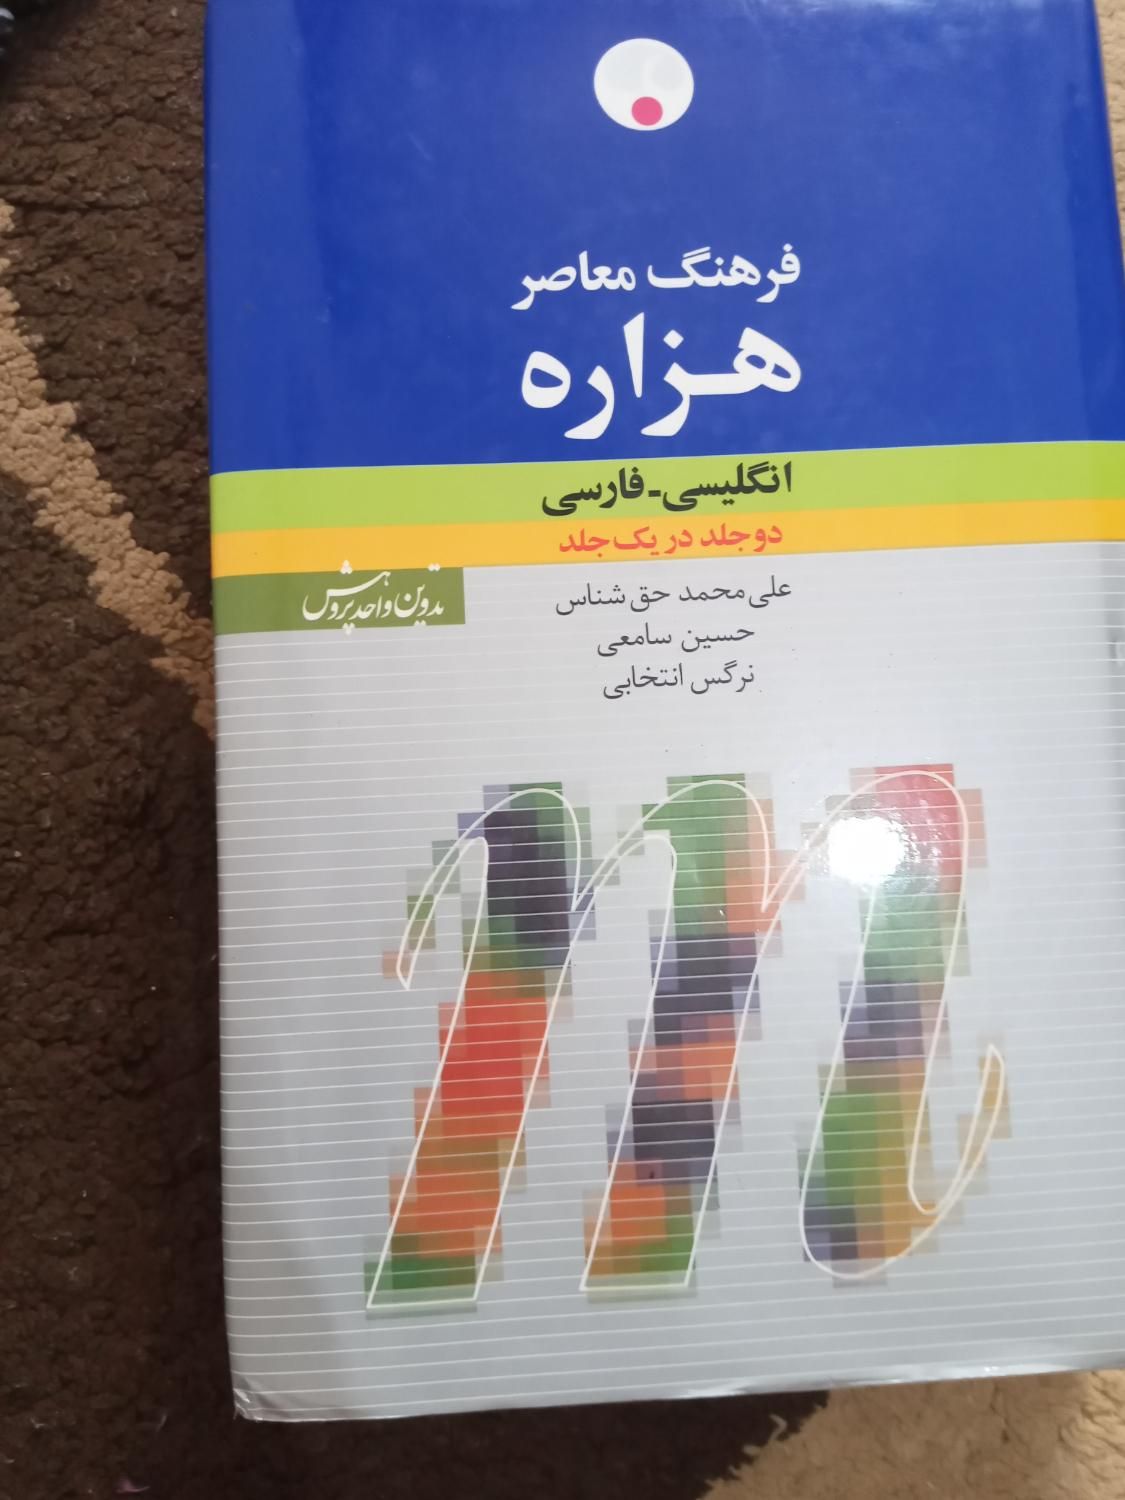 فرهنگ معاصر
هزاره
انگلیسی-فارسی
دو جلد در یک جلد
تدوین واحد پژوهش
علی محمد حق شناس
حسین سامعی
نرگس انتخابی
m